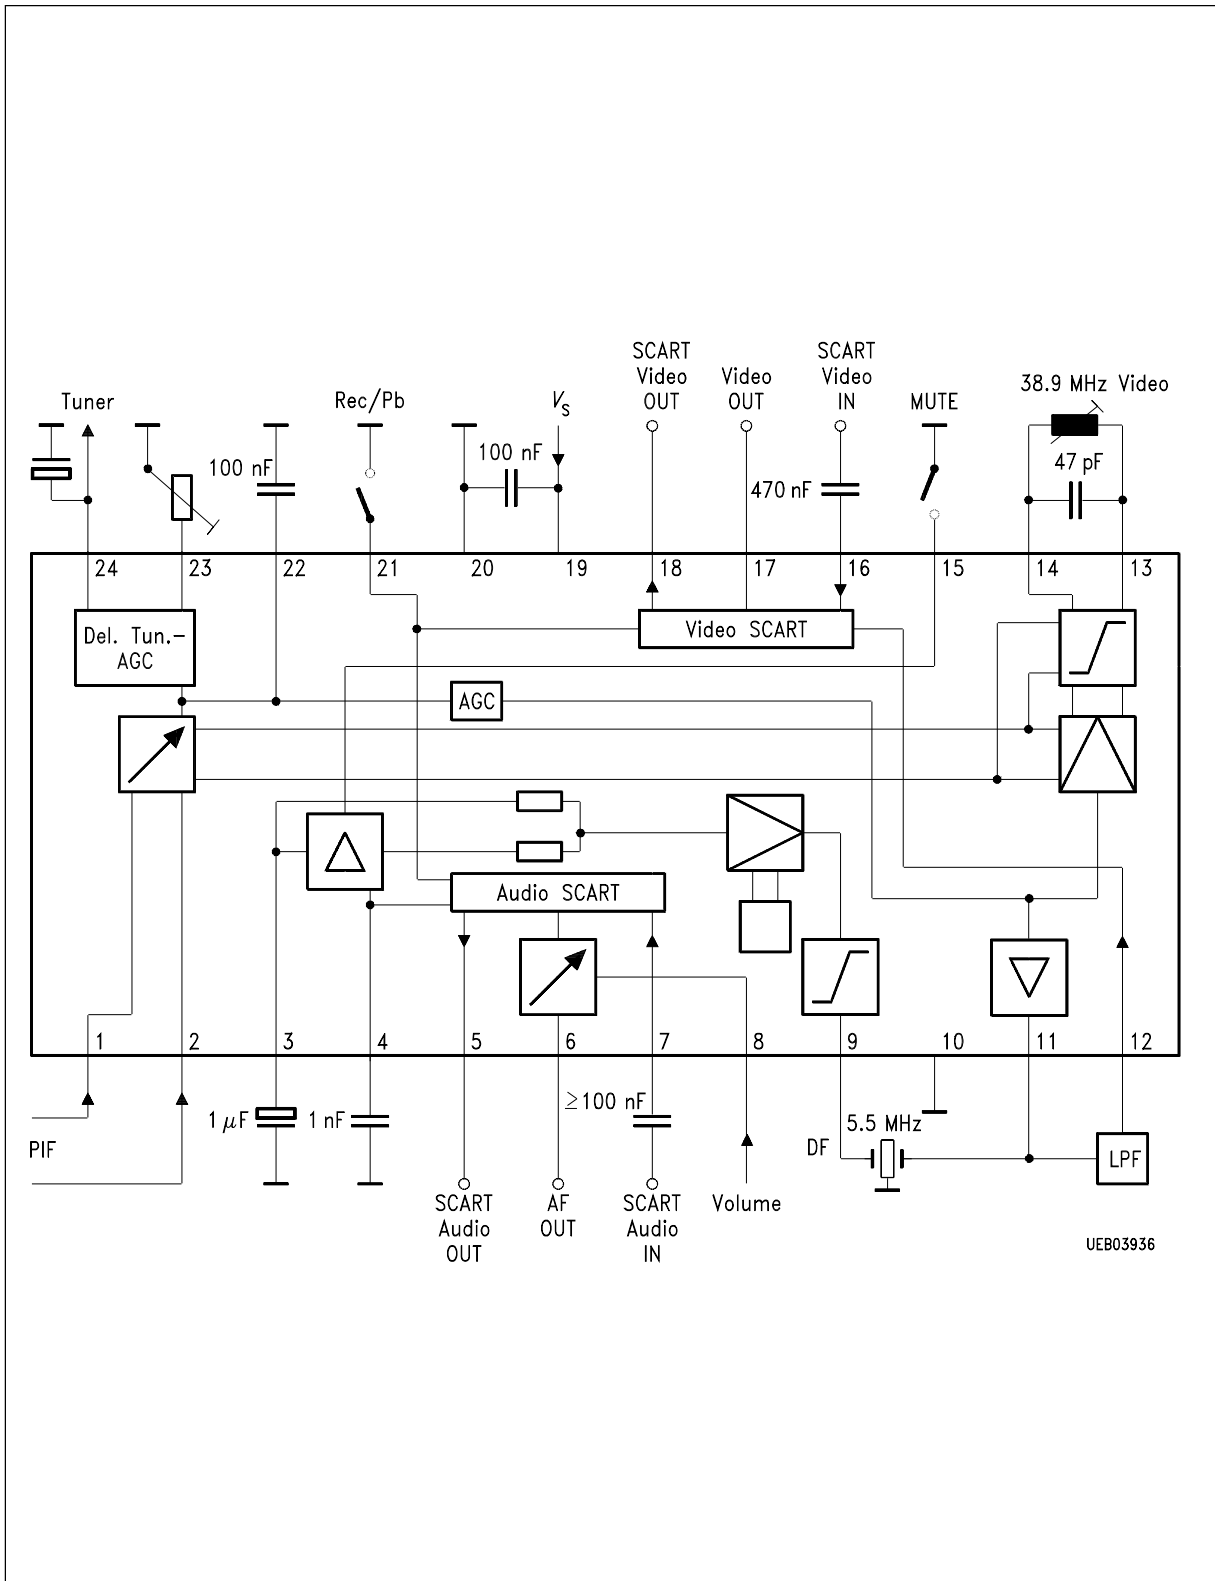 SCART
Video
OUT
Video
OUT
SCART
Video
IN
38.9 MHz Video
Tuner
Rec/Pb
VS
MUTE
100 nF
100 nF
470 nF
47 pF
24
23
22
21
20
19
18
17
16
15
14
13
Del. Tun.-
AGC
Video SCART
AGC
Audio SCART
1
2
3
4
5
6
7
8
9
10
11
12
PIF
1 µF
1 nF
≥100 nF
DF
5.5 MHz
LPF
SCART
Audio
OUT
AF
OUT
SCART
Audio
IN
Volume
UEB03936